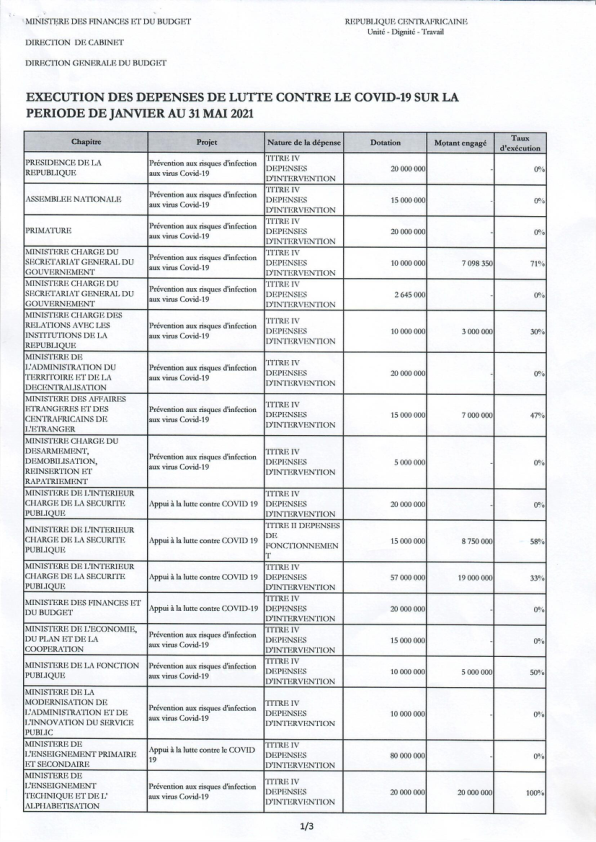 MINISTERE DES FINANCES ET DU BUDGET
REPUBLIQUE CENTRAFRICAINE
Unité - Dignité - Travail
DIRECTION DE CABINET
DIRECTION GENERALE DU BUDGET
EXECUTION DES DEPENSES DE LUTTE CONTRE LE COVID-19 SUR LA
PERIODE DE JANVIER AU 31 MAI 2021
Chapitre Projet Nature de la dépense Dotation Motant engagé Taux
d'exécution
PRESIDENCE DE LA
REPUBLIQUE
Prévention aux risques d'infection
aux virus Covid-19
TITRE IV
DEPENSES
D'INTERVENTION
20 000 000 - 0%
ASSEMBLEE NATIONALE
Prévention aux risques d'infection
aux virus Covid-19
TITRE IV
DEPENSES
D'INTERVENTION
15 000 000 - 0%
PRIMATURE
Prévention aux risques d'infection
aux virus Covid-19
TITRE IV
DEPENSES
D'INTERVENTION
20 000 000 - 0%
MINISTERE CHARGE DU
SECRETARIAT GENERAL DU
GOUVERNEMENT
Prévention aux risques d'infection
aux virus Covid-19
TITRE IV
DEPENSES
D'INTERVENTION
10 000 000 7 098 350 71%
MINISTERE CHARGE DU
SECRETARIAT GENERAL DU
GOUVERNEMENT
Prévention aux risques d'infection
aux virus Covid-19
TITRE IV
DEPENSES
D'INTERVENTION
2 645 000 - 0%
MINISTERE CHARGE DES
RELATIONS AVEC LES
INSTITUTIONS DE LA
REPUBLIQUE
Prévention aux risques d'infection
aux virus Covid-19
TITRE IV
DEPENSES
D'INTERVENTION
10 000 000 3 000 000 30%
MINISTERE DE
L'ADMINISTRATION DU
TERRITOIRE ET DE LA
DECENTRALISATION
Prévention aux risques d'infection
aux virus Covid-19
TITRE IV
DEPENSES
D'INTERVENTION
20 000 000 - 0%
MINISTERE DES AFFAIRES
ETRANGERES ET DES
CENTRAFRICAINS DE
L'ETRANGER
Prévention aux risques d'infection
aux virus Covid-19
TITRE IV
DEPENSES
D'INTERVENTION
15 000 000 7 000 000 47%
MINISTERE CHARGE DU
DESARMEMENT,
DEMOBILISATION,
REINSERTION ET
RAPATRIEMENT
Prévention aux risques d'infection
aux virus Covid-19
TITRE IV
DEPENSES
D'INTERVENTION
5 000 000 - 0%
MINISTERE DE L'INTERIEUR
CHARGE DE LA SECURITE
PUBLIQUE
Appui à la lutte contre COVID 19
TITRE IV
DEPENSES
D'INTERVENTION
20 000 000 - 0%
MINISTERE DE L'INTERIEUR
CHARGE DE LA SECURITE
PUBLIQUE
Appui à la lutte contre COVID 19
TITRE II DEPENSES
DE
FONCTIONNEMEN
T
15 000 000 8 750 000 58%
MINISTERE DE L'INTERIEUR
CHARGE DE LA SECURITE
PUBLIQUE
Appui à la lutte contre COVID 19
TITRE IV
DEPENSES
D'INTERVENTION
57 000 000 19 000 000 33%
MINISTERE DES FINANCES ET
DU BUDGET
Appui à la lutte contre COVID-19
TITRE IV
DEPENSES
D'INTERVENTION
20 000 000 - 0%
MINISTERE DE L'ECONOMIE,
DU PLAN ET DE LA
COOPERATION
Prévention aux risques d'infection
aux virus Covid-19
TITRE IV
DEPENSES
D'INTERVENTION
15 000 000 - 0%
MINISTERE DE LA FONCTION
PUBLIQUE
Prévention aux risques d'infection
aux virus Covid-19
TITRE IV
DEPENSES
D'INTERVENTION
10 000 000 5 000 000 50%
MINISTERE DE LA
MODERNISATION DE
L'ADMINISTRATION ET DE
L'INNOVATION DU SERVICE
PUBLIC
Prévention aux risques d'infection
aux virus Covid-19
TITRE IV
DEPENSES
D'INTERVENTION
10 000 000 - 0%
MINISTERE DE
L'ENSEIGNEMENT PRIMAIRE
ET SECONDAIRE
Appui à la lutte contre le COVID
19
TITRE IV
DEPENSES
D'INTERVENTION
80 000 000 - 0%
MINISTERE DE
L'ENSEIGNEMENT
TECHNIQUE ET DE L'
ALPHABETISATION
Prévention aux risques d'infection
aux virus Covid-19
TITRE IV
DEPENSES
D'INTERVENTION
20 000 000 20 000 000 100%
1/3